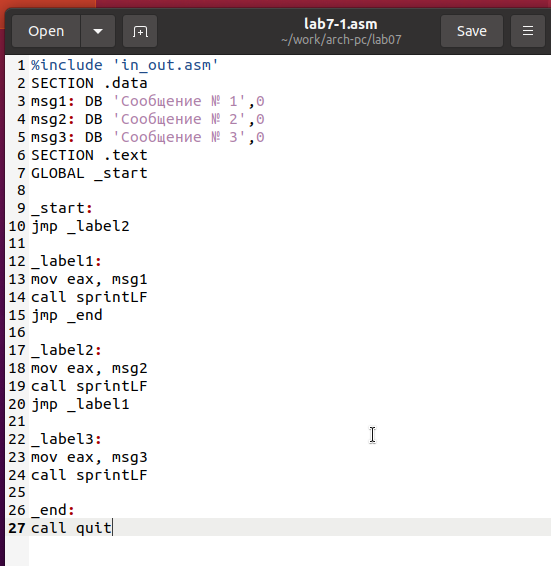 Open
lab7-1.asm
~/work/arch-pc/lab07
Save
1 %include 'in_out.asm'
2 SECTION .data
3 msg1: DB 'Сообщение № 1',0
4 msg2: DB 'Сообщение № 2',0
5 msg3: DB 'Сообщение № 3',0
6 SECTION .text
7 GLOBAL _start
8
9 _start:
10 jmp _label2
11
12 _label1:
13 mov eax, msg1
14 call sprintLF
15 jmp _end
16
17 _label2:
18 mov eax, msg2
19 call sprintLF
20 jmp _label1
21
22 _label3:
23 mov eax, msg3
24 call sprintLF
25
26 _end:
27 call quit